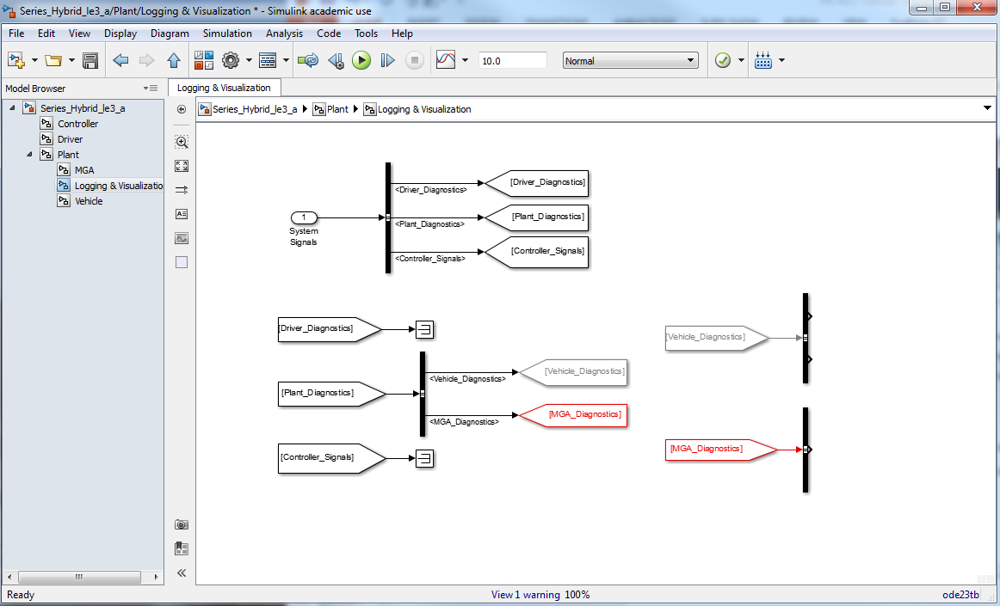 Series_Hybrid_le3_a/Plant/Logging & Visualization * - Simulink academic use
File Edit View Display Diagram Simulation Analysis Code Tools Help
10.0
Normal
Model Browser
Logging & Visualization
Series_Hybrid_le3_a
Controller
Driver
Plant
MGA
Logging & Visualizatio
Vehicle
Series_Hybrid_le3_a Plant Logging & Visualization
1
System
Signals
<Driver_Diagnostics>
[Driver_Diagnostics]
<Plant_Diagnostics>
[Plant_Diagnostics]
<Controller_Signals>
[Controller_Signals]
[Driver_Diagnostics]
[Plant_Diagnostics]
<Vehicle_Diagnostics>
[Vehicle_Diagnostics]
<MGA_Diagnostics>
[MGA_Diagnostics]
[Controller_Signals]
[Vehicle_Diagnostics]
[MGA_Diagnostics]
Ready
View 1 warning 100%
ode23tb